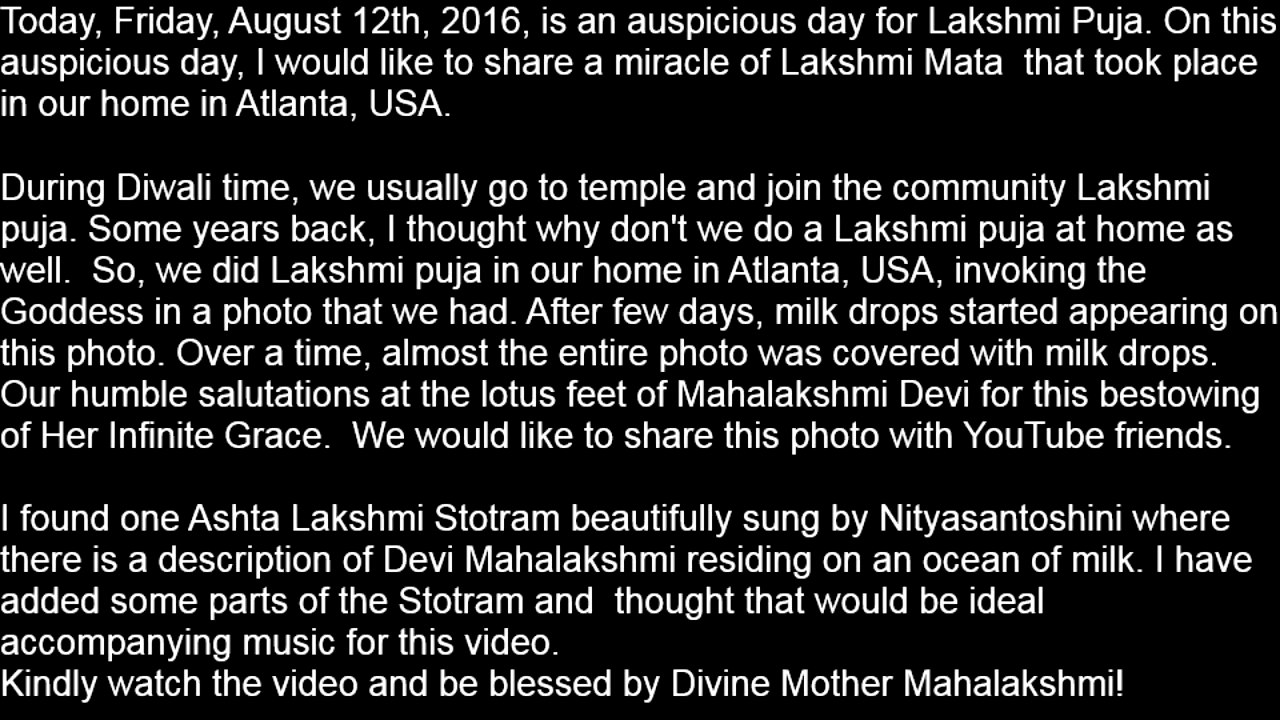 Today, Friday, August 12th, 2016, is an auspicious day for Lakshmi Puja. On this
auspicious day, I would like to share a miracle of Lakshmi Mata  that took place
in our home in Atlanta, USA.

During Diwali time, we usually go to temple and join the community Lakshmi
puja. Some years back, I thought why don't we do a Lakshmi puja at home as
well.  So, we did Lakshmi puja in our home in Atlanta, USA, invoking the
Goddess in a photo that we had. After few days, milk drops started appearing on
this photo. Over a time, almost the entire photo was covered with milk drops.
Our humble salutations at the lotus feet of Mahalakshmi Devi for this bestowing
of Her Infinite Grace.  We would like to share this photo with YouTube friends.

I found one Ashta Lakshmi Stotram beautifully sung by Nityasantoshini where
there is a description of Devi Mahalakshmi residing on an ocean of milk. I have
added some parts of the Stotram and  thought that would be ideal
accompanying music for this video.
Kindly watch the video and be blessed by Divine Mother Mahalakshmi!